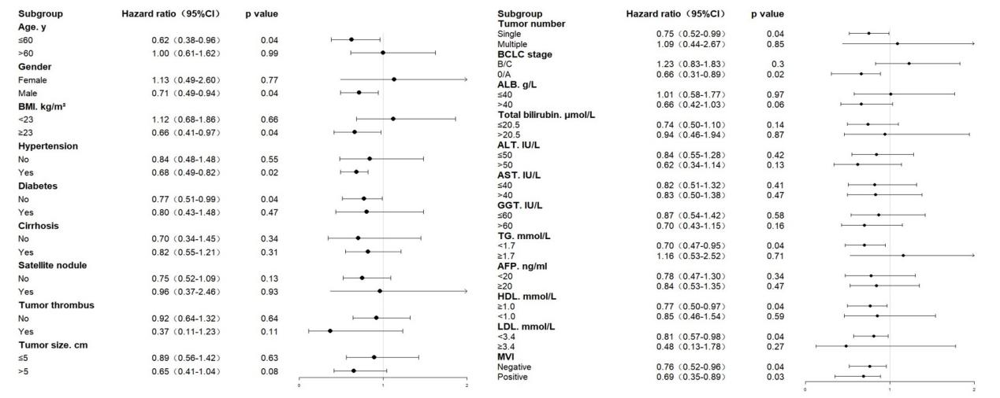 Subgroup Hazard ratio（95%CI） p value
Age. y
≤60 0.62（0.38-0.96） 0.04
>60 1.00（0.61-1.62） 0.99
Gender
Female 1.13（0.49-2.60） 0.77
Male 0.71（0.49-0.94） 0.04
BMI. kg/m²
<23 1.12（0.68-1.86） 0.66
≥23 0.66（0.41-0.97） 0.04
Hypertension
No 0.84（0.48-1.48） 0.55
Yes 0.68（0.49-0.82） 0.02
Diabetes
No 0.77（0.51-0.99） 0.04
Yes 0.80（0.43-1.48） 0.47
Cirrhosis
No 0.70（0.34-1.45） 0.34
Yes 0.82（0.55-1.21） 0.31
Satellite nodule
No 0.75（0.52-1.09） 0.13
Yes 0.96（0.37-2.46） 0.93
Tumor thrombus
No 0.92（0.64-1.32） 0.64
Yes 0.37（0.11-1.23） 0.11
Tumor size. cm
≤5 0.89（0.56-1.42） 0.63
>5 0.65（0.41-1.04） 0.08
0 1 2
Subgroup Hazard ratio（95%CI） p value
Tumor number
Single 0.75（0.52-0.99） 0.04
Multiple 1.09（0.44-2.67） 0.85
BCLC stage
B/C 1.23（0.83-1.83） 0.3
0/A 0.66（0.31-0.89） 0.02
ALB. g/L
≤40 1.01（0.58-1.77） 0.97
>40 0.66（0.42-1.03） 0.06
Total bilirubin. μmol/L
≤20.5 0.74（0.50-1.10） 0.14
>20.5 0.94（0.46-1.94） 0.87
ALT. IU/L
≤50 0.84（0.55-1.28） 0.42
>50 0.62（0.34-1.14） 0.13
AST. IU/L
≤40 0.82（0.51-1.32） 0.41
>40 0.83（0.50-1.38） 0.47
GGT. IU/L
≤60 0.87（0.54-1.42） 0.58
>60 0.70（0.43-1.15） 0.16
TG. mmol/L
<1.7 0.70（0.47-0.95） 0.04
≥1.7 1.16（0.53-2.52） 0.71
AFP. ng/ml
<20 0.78（0.47-1.30） 0.34
≥20 0.84（0.53-1.35） 0.47
HDL. mmol/L
≥1.0 0.77（0.50-0.97） 0.04
<1.0 0.85（0.46-1.54） 0.59
LDL. mmol/L
<3.4 0.81（0.57-0.98） 0.04
≥3.4 0.48（0.13-1.78） 0.27
MVI
Negative 0.76（0.52-0.96） 0.04
Positive 0.69（0.35-0.89） 0.03
0 1 2